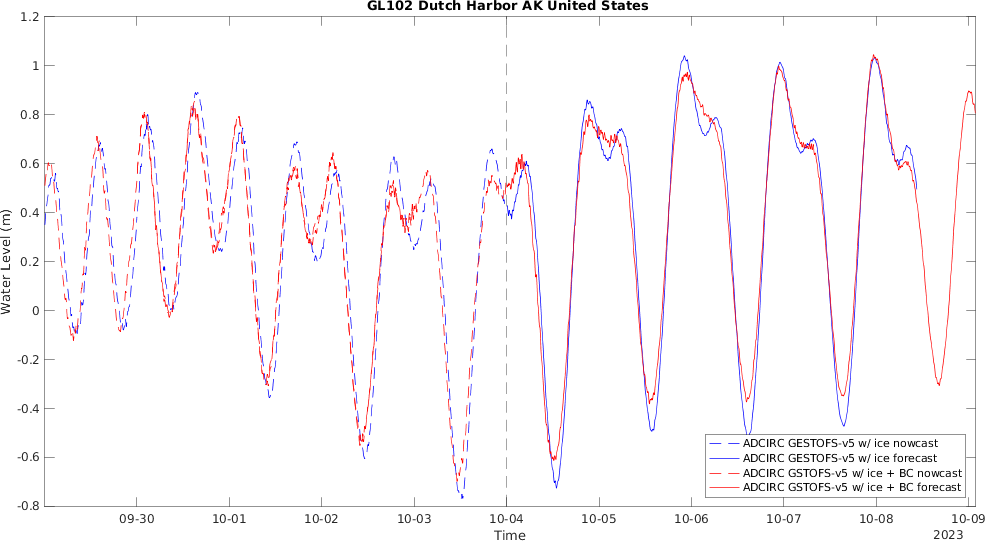 GL102 Dutch Harbor AK United States
1.2
1
0.8
0.6
0.4
0.2
0
-0.2
-0.4
-0.6
-0.8
Water Level (m)
ADCIRC GESTOFS-v5 w/ ice nowcast
ADCIRC GESTOFS-v5 w/ ice forecast
ADCIRC GSTOFS-v5 w/ ice + BC nowcast
ADCIRC GSTOFS-v5 w/ ice + BC forecast
09-30 10-01 10-02 10-03 10-04 10-05 10-06 10-07 10-08 10-09
Time 2023